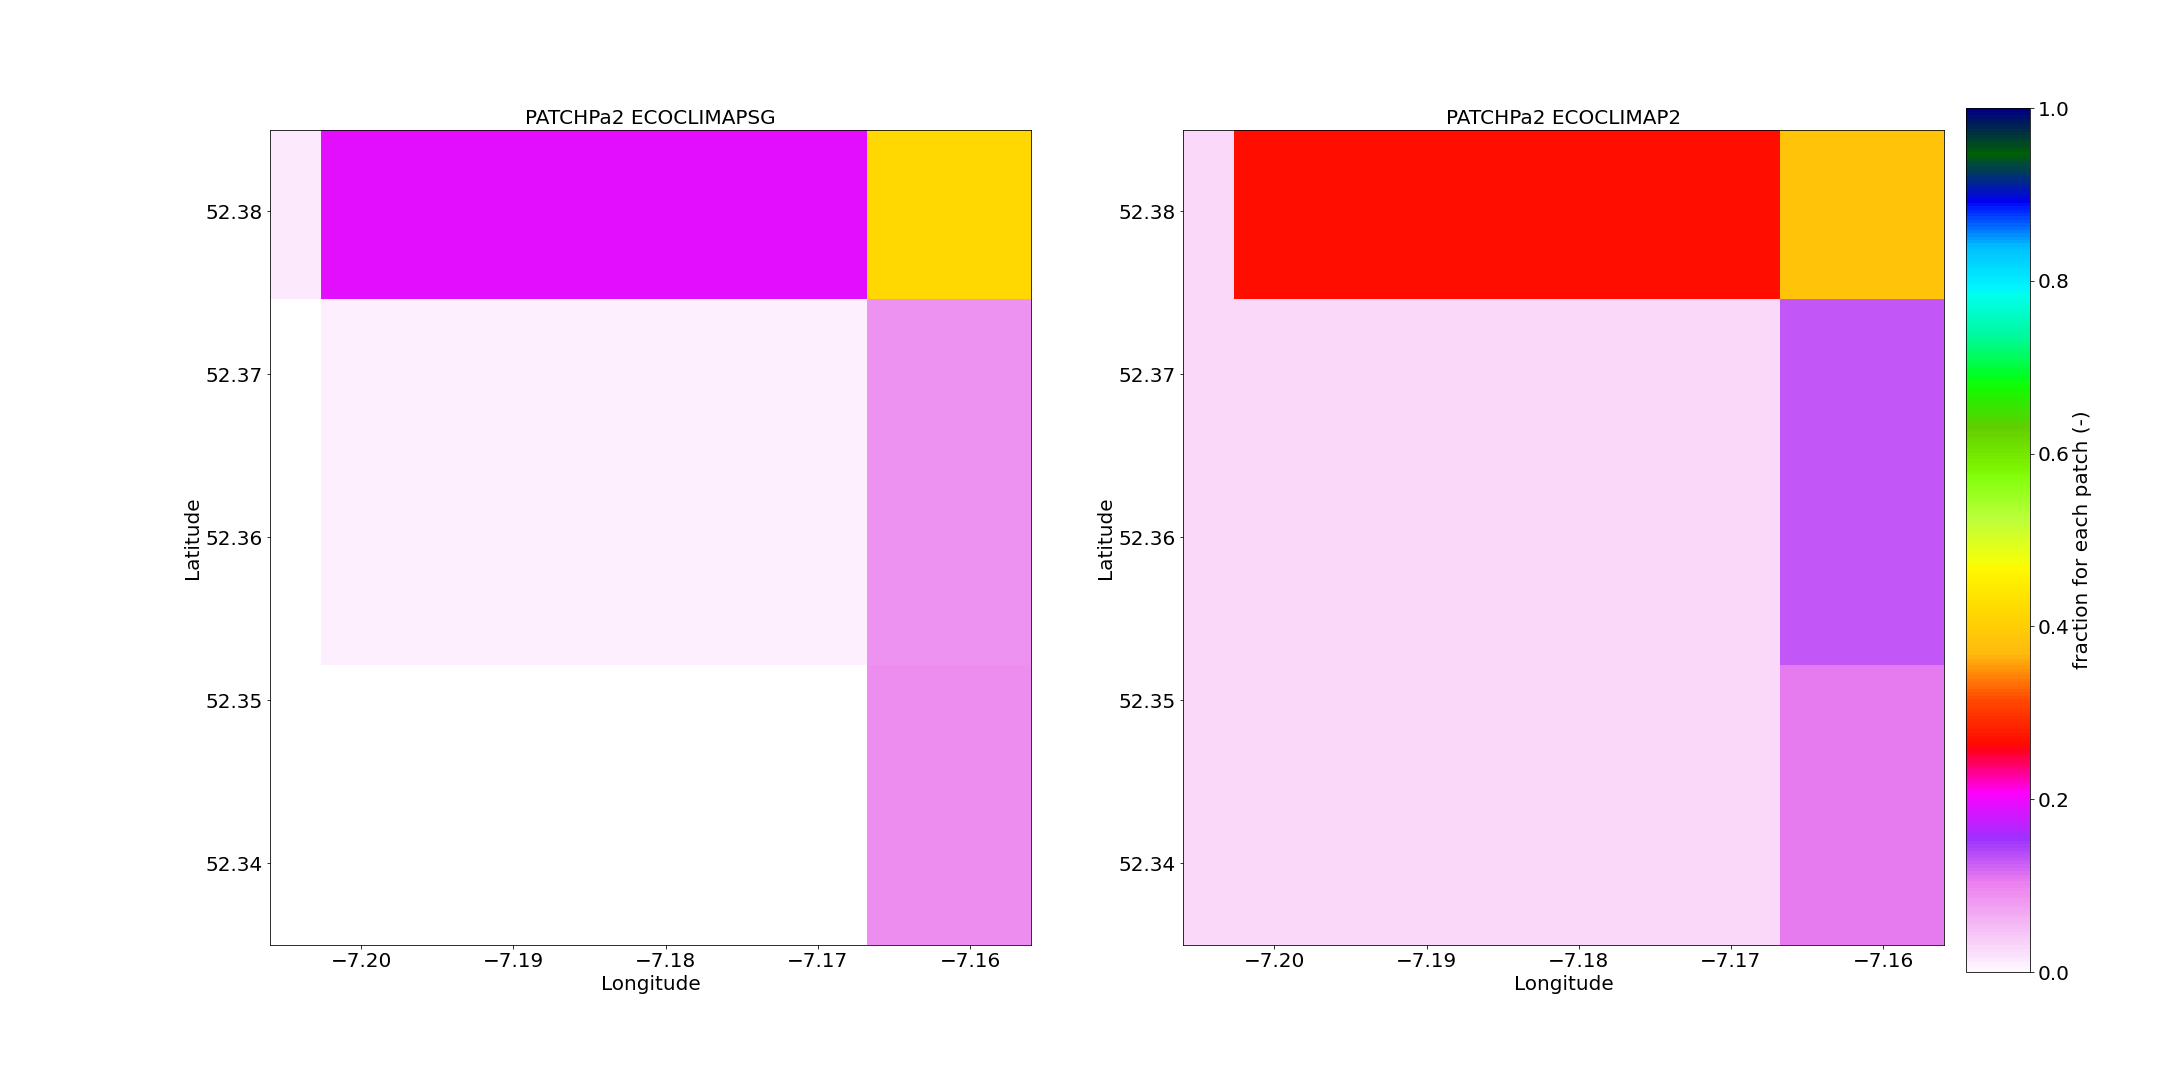 PATCHPa2 ECOCLIMAPSG
52.38
52.37
52.36
52.35
52.34
Latitude
−7.20 −7.19 −7.18 −7.17 −7.16
Longitude
PATCHPa2 ECOCLIMAP2
52.38
52.37
52.36
52.35
52.34
Latitude
−7.20 −7.19 −7.18 −7.17 −7.16
Longitude
1.0
0.8
0.6
0.4
0.2
0.0
fraction for each patch (-)